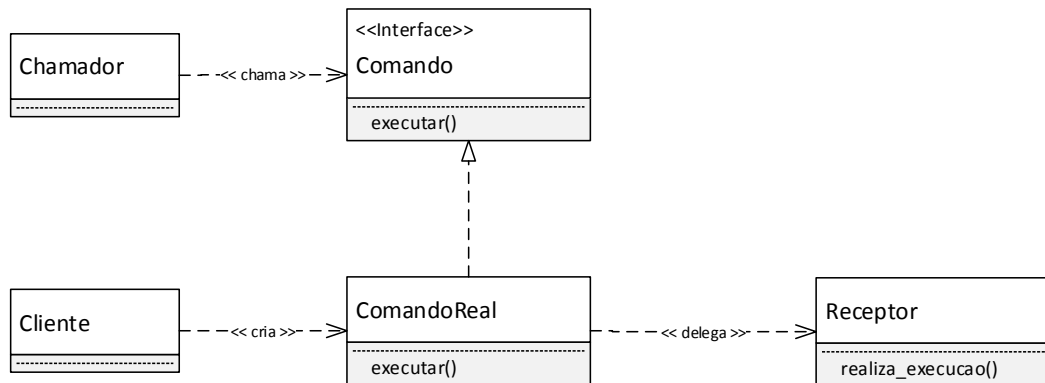 <<Interface>>
Chamador
<< chama >>
Comando
executar()
Cliente
<< cria >>
ComandoReal
executar()
<< delega >>
Receptor
realiza_execucao()